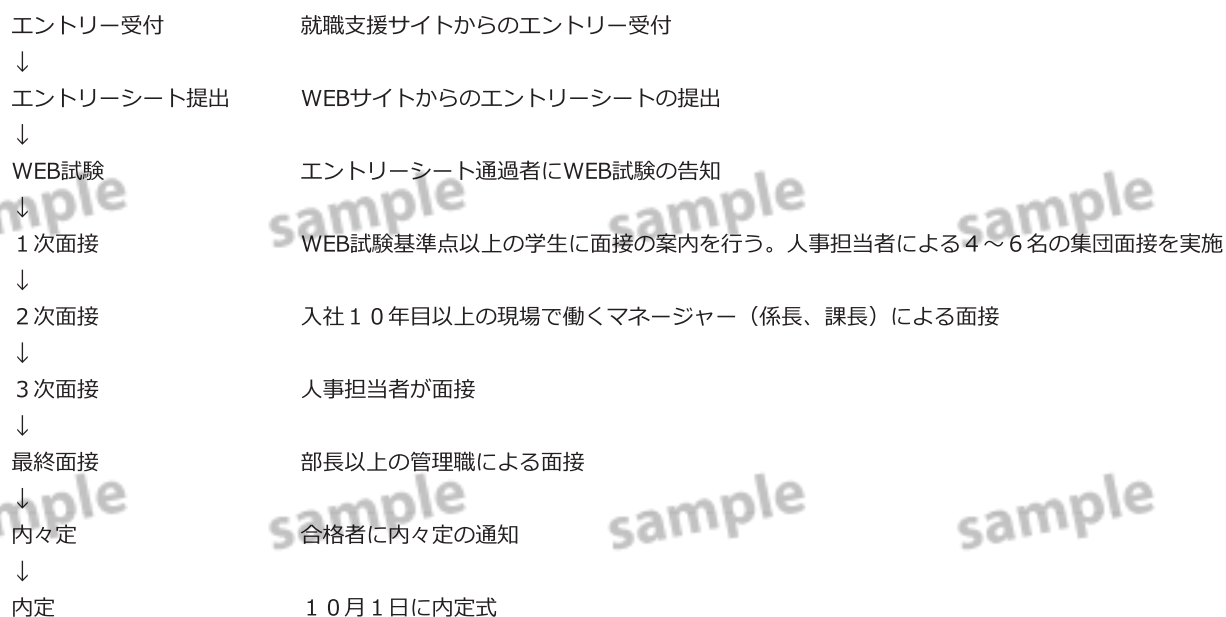 エントリー受付 就職支援サイトからのエントリー受付
↓
エントリーシート提出 WEBサイトからのエントリーシートの提出
↓
WEB試験 エントリーシート通過者にWEB試験の告知
↓
１次面接 WEB試験基準点以上の学生に面接の案内を行う。人事担当者による４～６名の集団面接を実施
↓
２次面接 入社１０年目以上の現場で働くマネージャー（係長、課長）による面接
↓
３次面接 人事担当者が面接
↓
最終面接 部長以上の管理職による面接
↓
内々定 合格者に内々定の通知
↓
内定 １０月１日に内定式
sample sample sample sample
sample sample sample sample